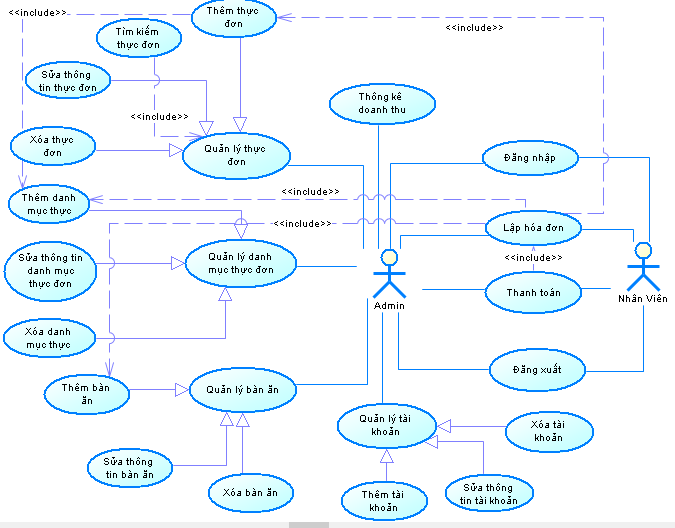 Thêm thực
đơn
<<include>>
Tìm kiếm
thực đơn
<<include>>
Sửa thông
tin thực đơn
<<include>>
Thống kê
doanh thu
Xóa thực
đơn
Quản lý thực
đơn
Đăng nhập
Thêm danh
mục thực
<<include>>
<<include>>
Lập hóa đơn
Sửa thông tin
danh mục
thực đơn
Quản lý danh
mục thực đơn
<<include>>
Admin
Thanh toán
Nhân Viên
Xóa danh
mục thực
Thêm bàn
ăn
Quản lý bàn ăn
Đăng xuất
Quản lý tài
khoản
Xóa tài
khoản
Sửa thông
tin bàn ăn
Xóa bàn ăn
Thêm tài
khoản
Sửa thông
tin tài khoản